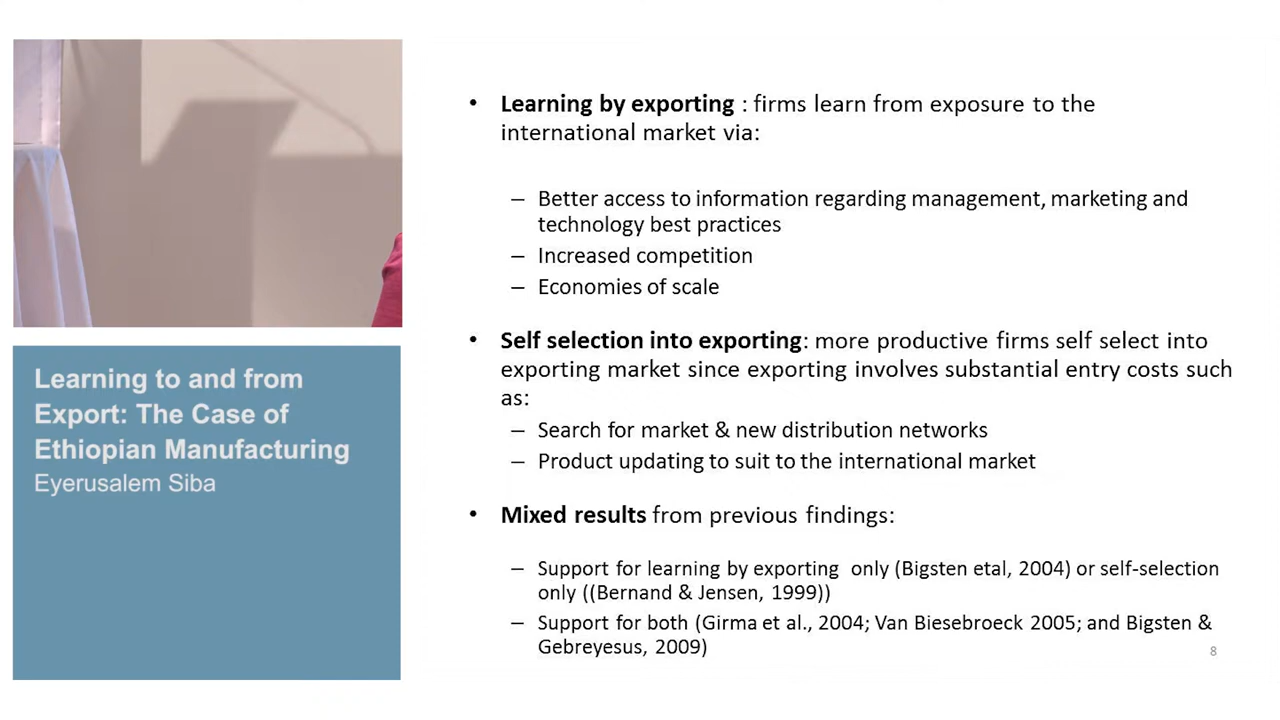 Learning to and from
Export: The Case of
Ethiopian Manufacturing
Eyerusalem Siba
• Learning by exporting : firms learn from exposure to the
international market via:
– Better access to information regarding management, marketing and
technology best practices
– Increased competition
– Economies of scale
• Self selection into exporting: more productive firms self select into
exporting market since exporting involves substantial entry costs such
as:
– Search for market & new distribution networks
– Product updating to suit to the international market
• Mixed results from previous findings:
– Support for learning by exporting only (Bigsten etal, 2004) or self-selection
only ((Bernand & Jensen, 1999))
– Support for both (Girma et al., 2004; Van Biesebroeck 2005; and Bigsten &
Gebreyesus, 2009)
8